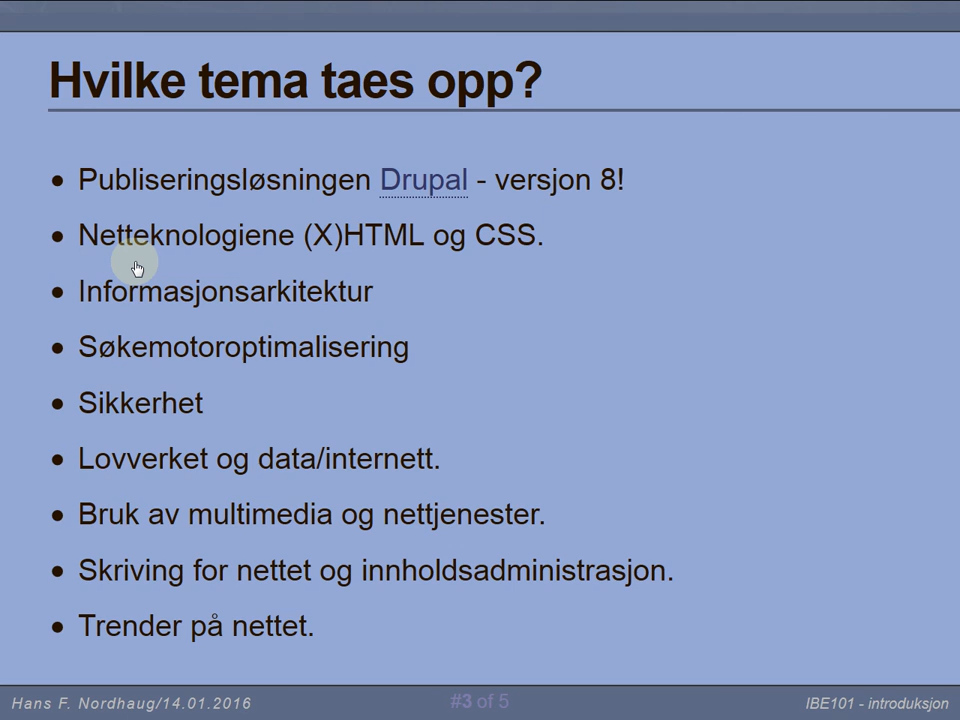 Hvilke tema taes opp?
Publiseringsløsningen Drupal - versjon 8!
Netteknologiene (X)HTML og CSS.
Informasjonsarkitektur
Søkemotoroptimalisering
Sikkerhet
Lovverket og data/internett.
Bruk av multimedia og nettjenester.
Skriving for nettet og innholdsadministrasjon.
Trender på nettet.
Hans F. Nordhaug/14.01.2016
#3 of 5
IBE101 - introduksjon